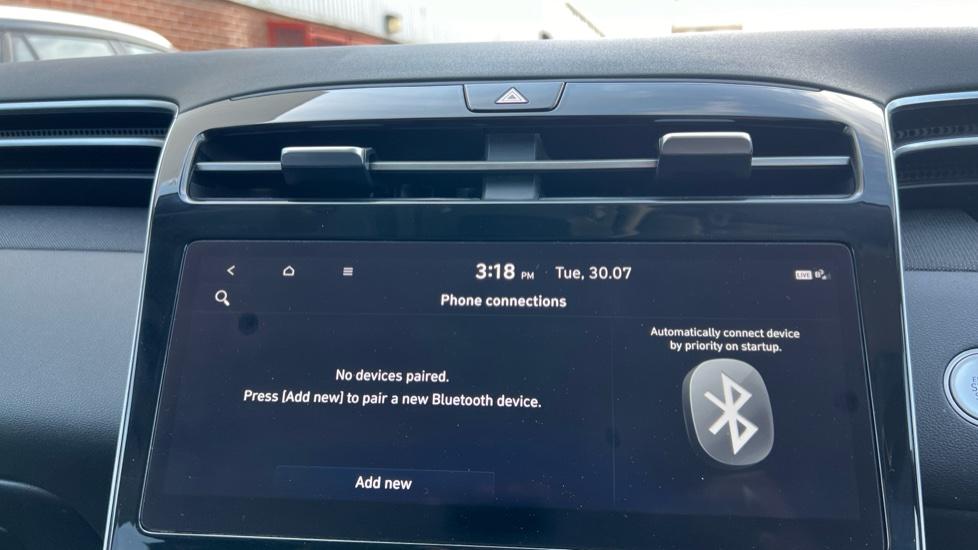 3:18 PM Tue, 30.07
LIVE
Phone connections
Automatically connect device
by priority on startup.
No devices paired.
Press [Add new] to pair a new Bluetooth device.
Add new